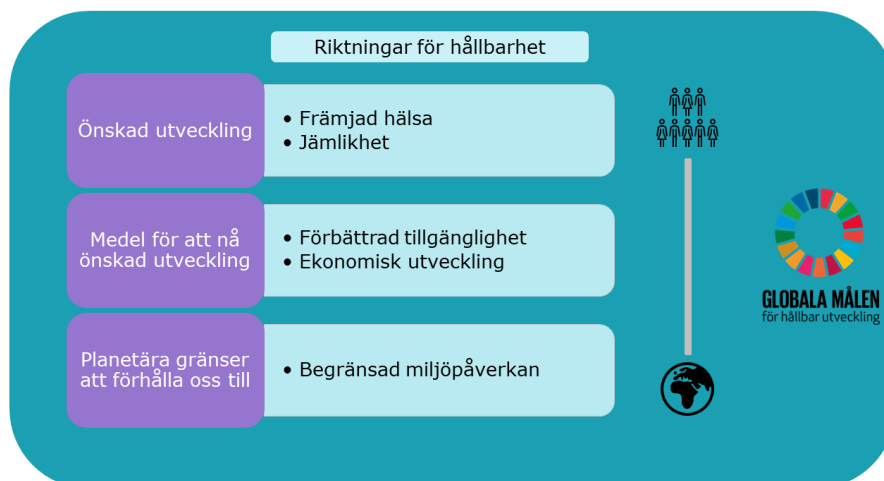 Riktningar för hållbarhet
Önskad utveckling
• Främjad hälsa
• Jämlikhet
Medel för att nå
önskad utveckling
• Förbättrad tillgänglighet
• Ekonomisk utveckling
Planetära gränser
att förhålla oss till
• Begränsad miljöpåverkan
GLOBALA MÅLEN
för hållbar utveckling